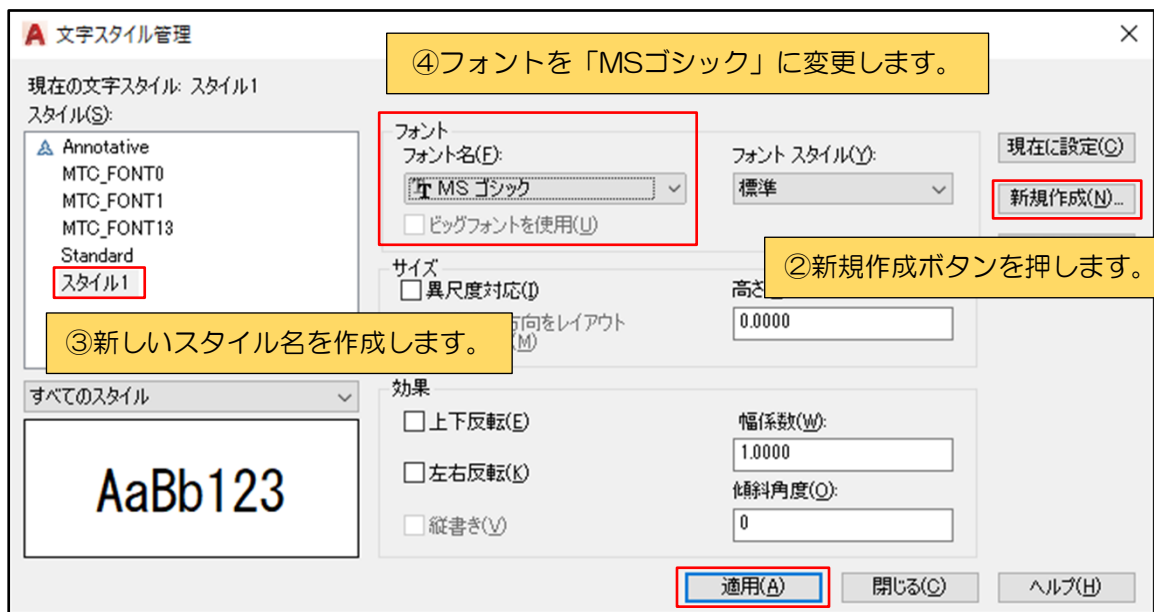 文字スタイル管理
④フォントを「MSゴシック」に変更します。
現在の文字スタイル: スタイル1
スタイル(S):
Annotative
MTC_FONT0
MTC_FONT1
MTC_FONT13
Standard
スタイル1
③新しいスタイル名を作成します。
すべてのスタイル
AaBb123
フォント
フォント名(F):
MS ゴシック
ビッグフォントを使用(U)
フォント スタイル(Y):
標準
サイズ
異尺度対応(I)
方向をレイアウト
(M)
高さ
0.0000
効果
上下反転(E)
左右反転(K)
縦書き(V)
幅係数(W):
1.0000
傾斜角度(O):
0
現在に設定(C)
新規作成(N)...
②新規作成ボタンを押します。
適用(A)
閉じる(C)
ヘルプ(H)